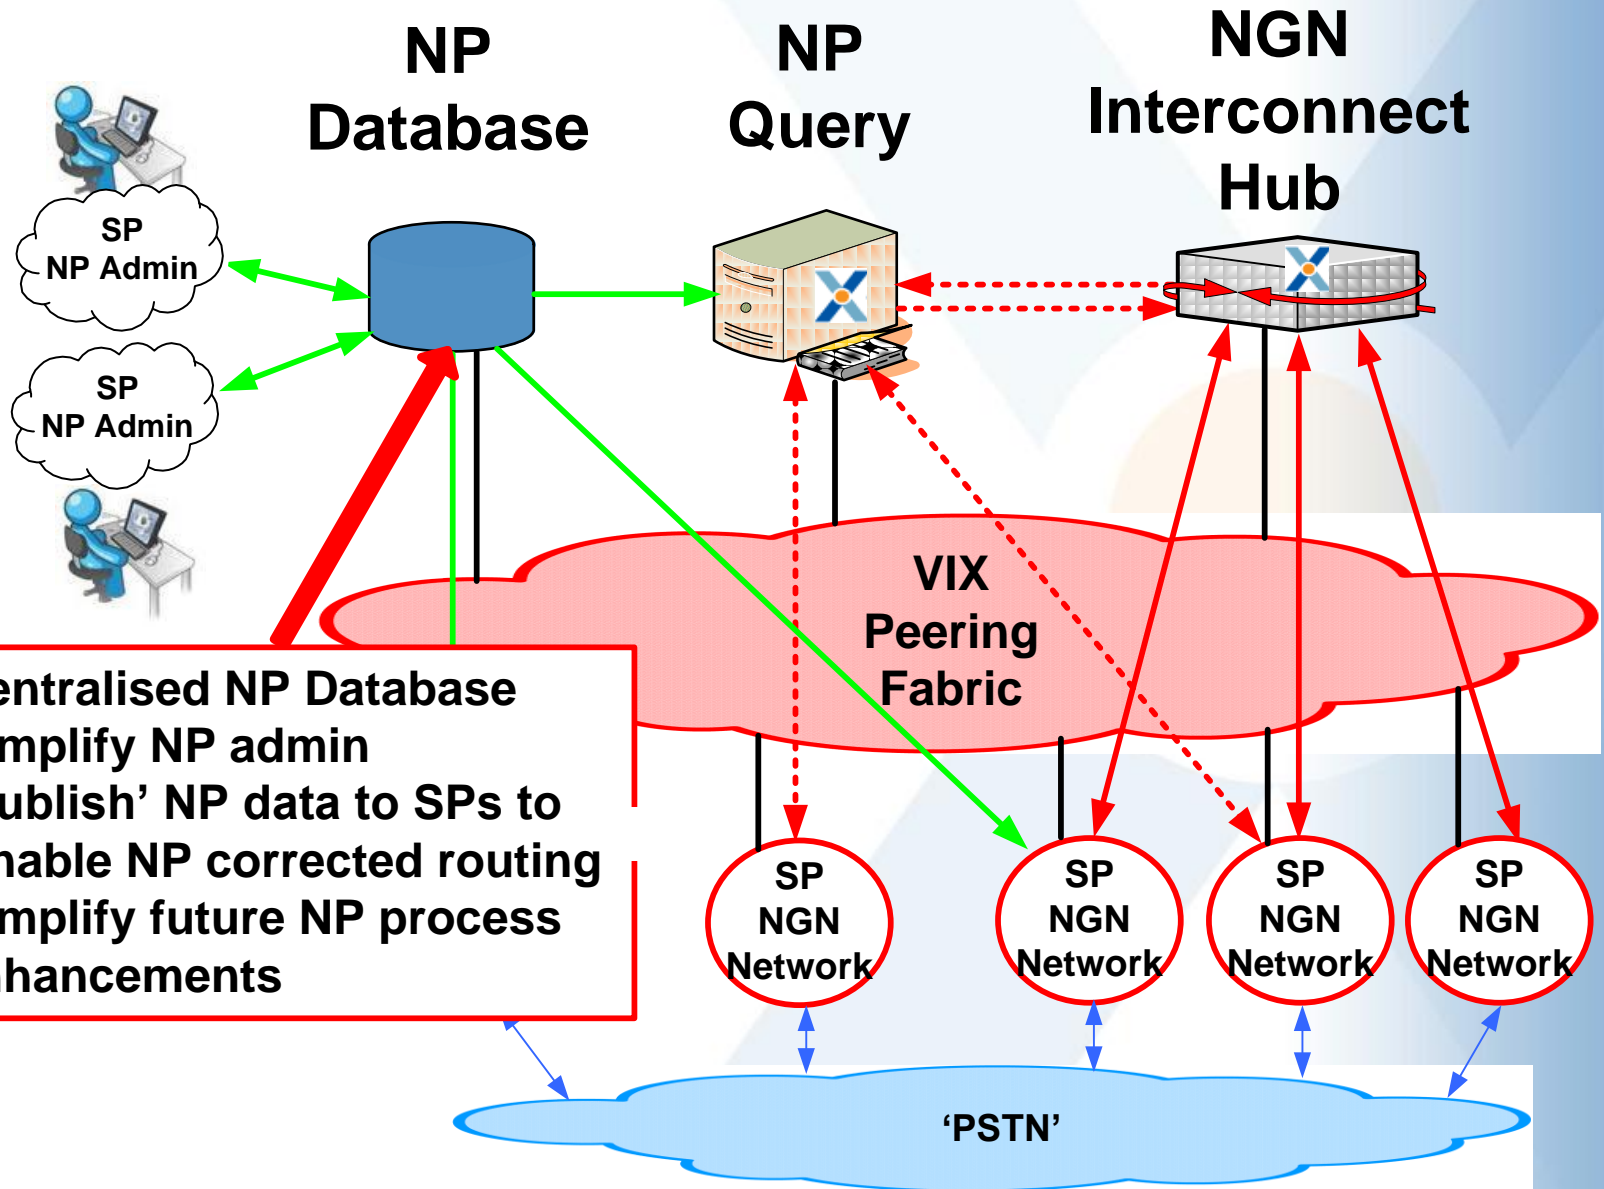 NP
Database
NP
Query
NGN
Interconnect
Hub
SP
NP Admin
SP
NP Admin
VIX
Peering
Fabric
entralised NP Database
mplify NP admin
ublish’ NP data to SPs to
nable NP corrected routing
mplify future NP process
nhancements
SP
NGN
Network
SP
NGN
Network
SP
NGN
Network
SP
NGN
Network
‘PSTN’